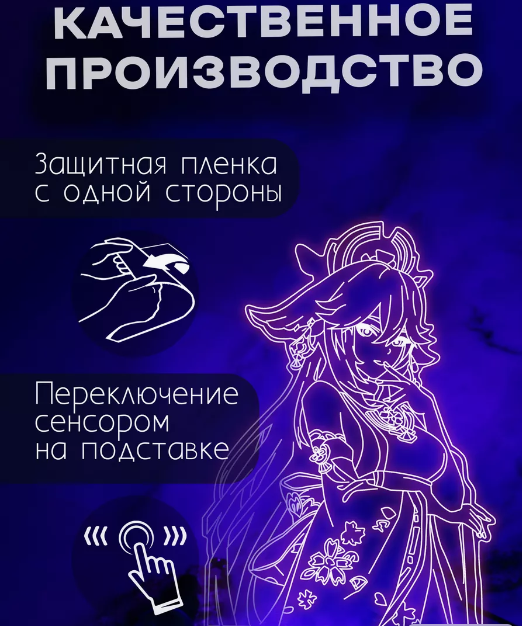 КАЧЕСТВЕННОЕ
ПРОИЗВОДСТВО
Защитная пленка
с одной стороны
Переключение
сенсором
на подставке